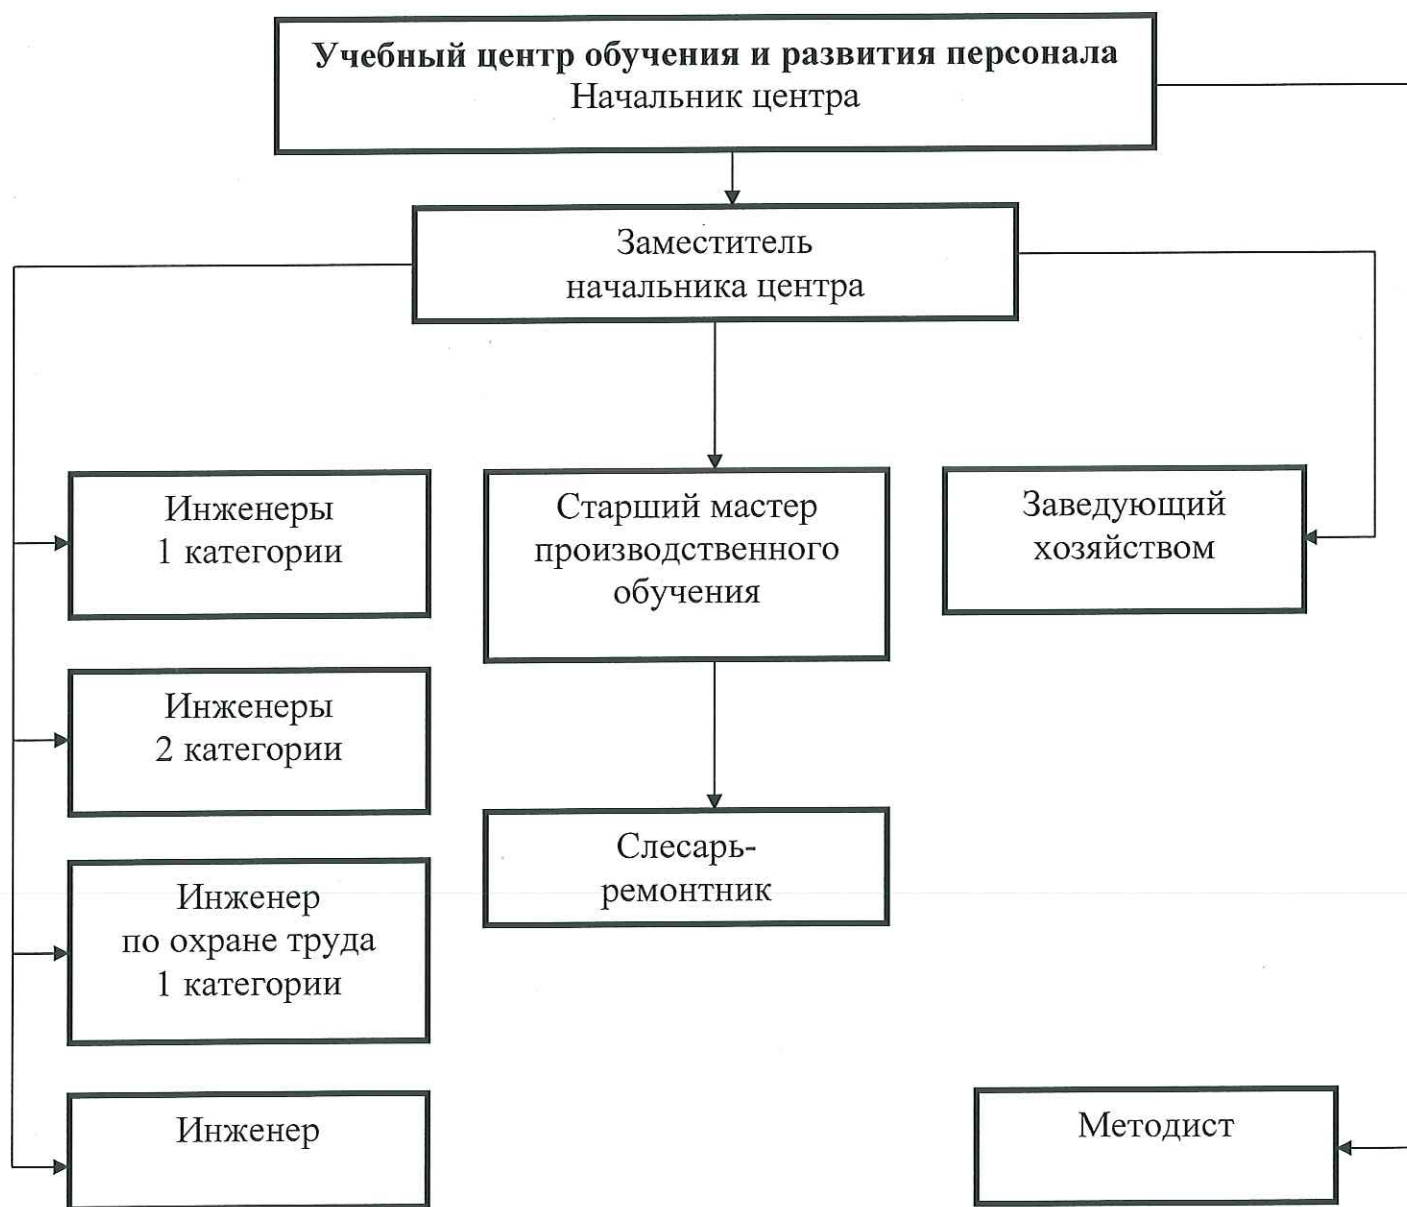 Учебный центр обучения и развития персонала
Начальник центра
Заместитель
начальника центра
Инженеры
1 категории
Старший мастер
производственного
обучения
Заведующий
хозяйством
Инженеры
2 категории
Слесарь-
ремонтник
Инженер
по охране труда
1 категории
Инженер
Методист